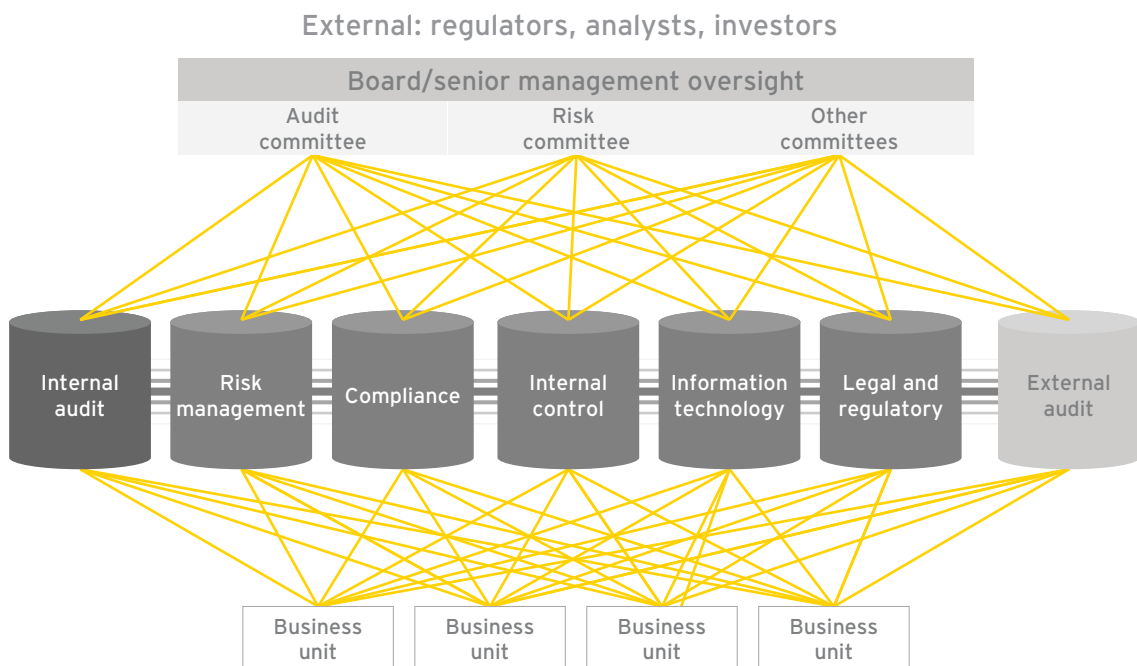 External: regulators, analysts, investors
Board/senior management oversight
Audit
committee
Risk
committee
Other
committees
Internal
audit
Risk
management
Compliance
Internal
control
Information
technology
Legal and
regulatory
External
audit
Business
unit
Business
unit
Business
unit
Business
unit